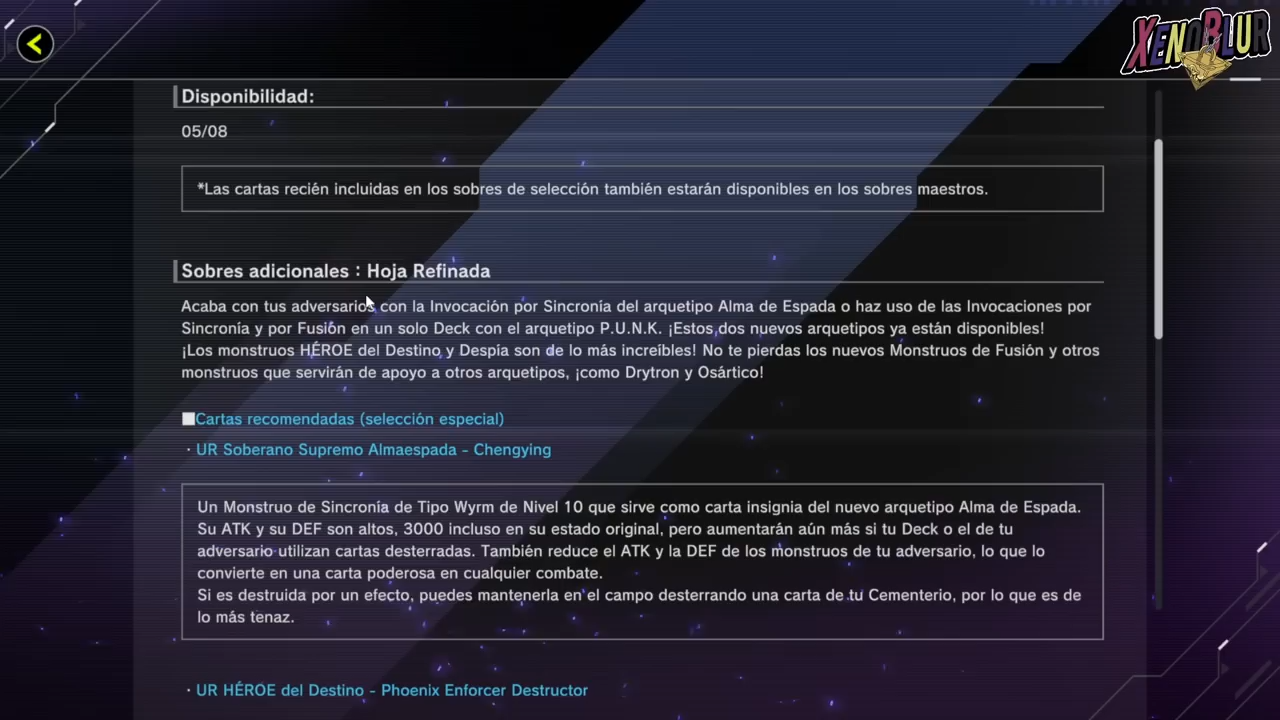 XENOBLUR
Disponibilidad:
05/08
*Las cartas recién incluidas en los sobres de selección también estarán disponibles en los sobres maestros.
Sobres adicionales : Hoja Refinada
Acaba con tus adversarios con la Invocación por Sincronía del arquetipo Alma de Espada o haz uso de las Invocaciones por
Sincronía y por Fusión en un solo Deck con el arquetipo P.U.N.K. ¡Estos dos nuevos arquetipos ya están disponibles!
¡Los monstruos HÉROE del Destino y Despía son de lo más increíbles! No te pierdas los nuevos Monstruos de Fusión y otros
monstruos que servirán de apoyo a otros arquetipos, ¡como Drytron y Osártico!
■Cartas recomendadas (selección especial)
・UR Soberano Supremo Almaespada - Chengying
Un Monstruo de Sincronía de Tipo Wyrm de Nivel 10 que sirve como carta insignia del nuevo arquetipo Alma de Espada.
Su ATK y su DEF son altos, 3000 incluso en su estado original, pero aumentarán aún más si tu Deck o el de tu
adversario utilizan cartas desterradas. También reduce el ATK y la DEF de los monstruos de tu adversario, lo que lo
convierte en una carta poderosa en cualquier combate.
Si es destruida por un efecto, puedes mantenerla en el campo desterrando una carta de tu Cementerio, por lo que es de
lo más tenaz.
・UR HÉROE del Destino - Phoenix Enforcer Destructor